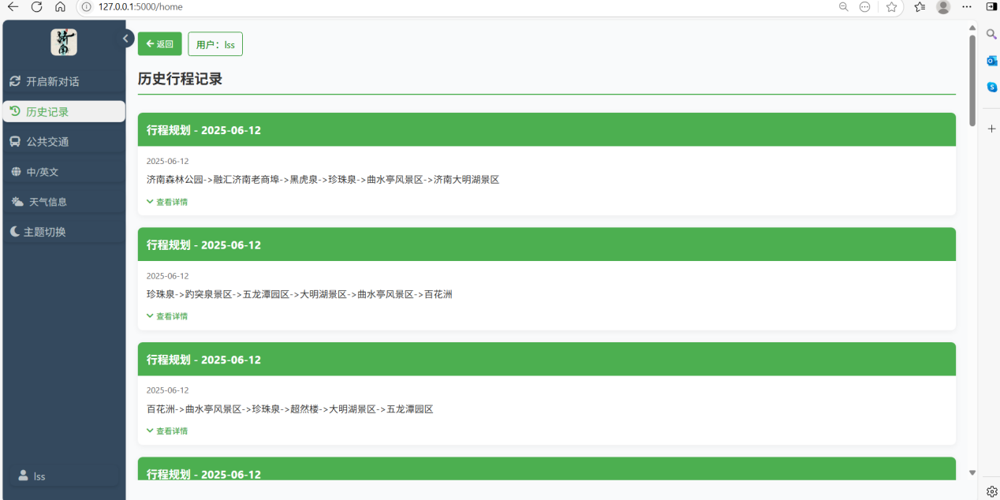 127.0.0.1:5000/home
济南
返回
用户：lss
开启新对话
历史记录
公共交通
中/英文
天气信息
主题切换
lss
历史行程记录
行程规划 - 2025-06-12
2025-06-12
济南森林公园->融汇济南老商埠->黑虎泉->珍珠泉->曲水亭风景区->济南大明湖景区
查看详情
行程规划 - 2025-06-12
2025-06-12
珍珠泉->趵突泉景区->五龙潭园区->大明湖景区->曲水亭风景区->百花洲
查看详情
行程规划 - 2025-06-12
2025-06-12
百花洲->曲水亭风景区->珍珠泉->超然楼->大明湖景区->五龙潭园区
查看详情
行程规划 - 2025-06-12